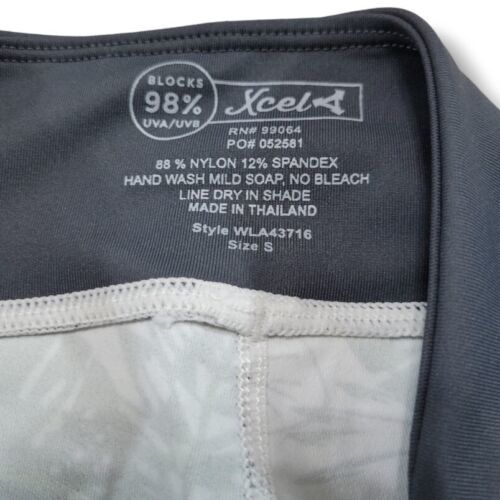 BLOCKS
98%
UVA/UVB
Xcel
RN# 99064
PO# 052581
88 % NYLON 12% SPANDEX
HAND WASH MILD SOAP, NO BLEACH
LINE DRY IN SHADE
MADE IN THAILAND
Style WLA43716
Size S